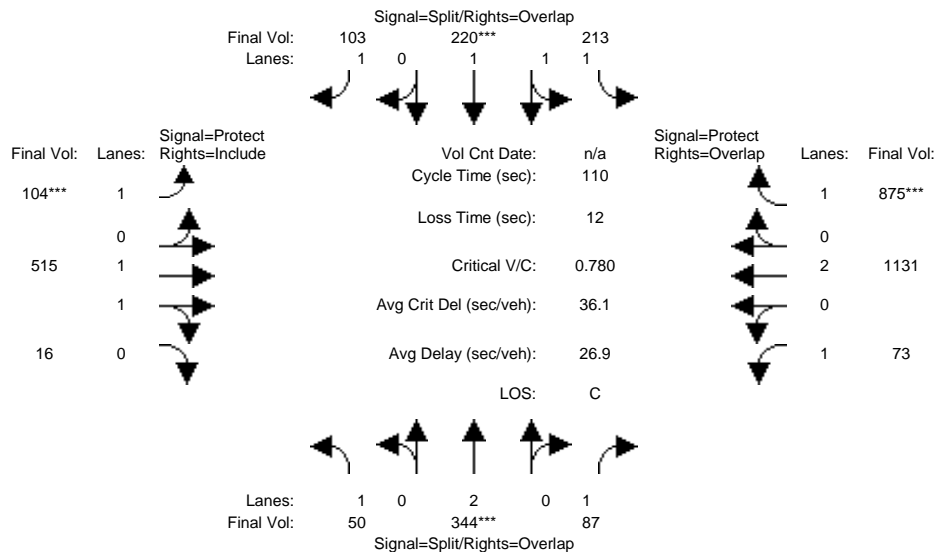 Signal=Split/Rights=Overlap
Final Vol: 103 220*** 213
Lanes: 1 0 1 1 1
Signal=Protect
Final Vol: Lanes: Rights=Include
Vol Cnt Date: n/a
Signal=Protect
Rights=Overlap Lanes: Final Vol:
Cycle Time (sec): 110
104*** 1
1 875***
Loss Time (sec): 12
0
0
515 1
Critical V/C: 0.780
2 1131
1
Avg Crit Del (sec/veh): 36.1
0
16 0
Avg Delay (sec/veh): 26.9
1 73
LOS: C
Lanes: 1 0 2 0 1
Final Vol: 50 344*** 87
Signal=Split/Rights=Overlap